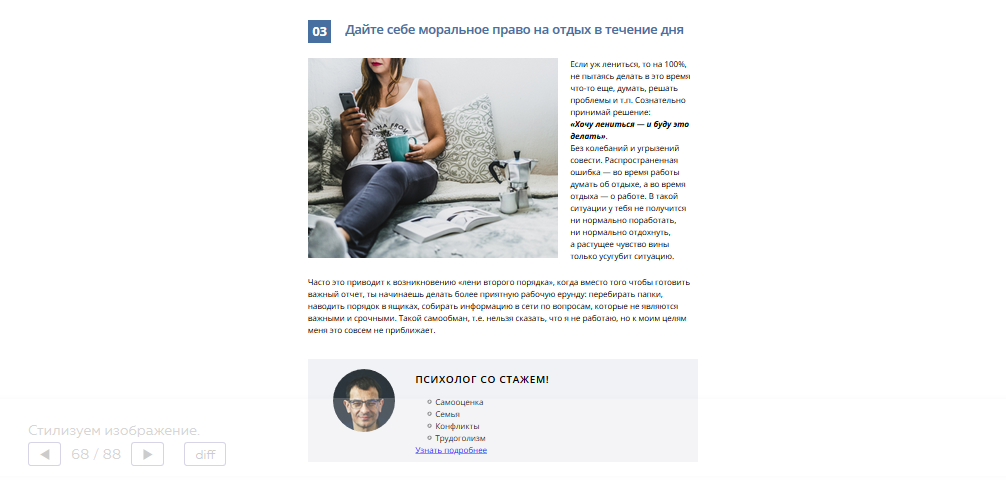 03 Дайте себе моральное право на отдых в течение дня
Если уж лениться, то на 100%,
не пытаясь делать в это время
что-то еще, думать, решать
проблемы и т.п. Сознательно
принимай решение:
«Хочу лениться — и буду это
делать».
Без колебаний и угрызений
совести. Распространенная
ошибка — во время работы
думать об отдыхе, а во время
отдыха — о работе. В такой
ситуации у тебя не получится
ни нормально поработать,
ни нормально отдохнуть,
а растущее чувство вины
только усугубит ситуацию.
Часто это приводит к возникновению «лени второго порядка», когда вместо того чтобы готовить
важный отчет, ты начинаешь делать более приятную рабочую ерунду: перебирать папки,
наводить порядок в ящиках, собирать информацию в сети по вопросам, которые не являются
важными и срочными. Такой самообман, т.е. нельзя сказать, что я не работаю, но к моим целям
меня это совсем не приближает.
ПСИХОЛОГ СО СТАЖЕМ!
Самооценка
Семья
Конфликты
Трудоголизм
Узнать подробнее
Стилизуем изображение.
68 / 88
diff